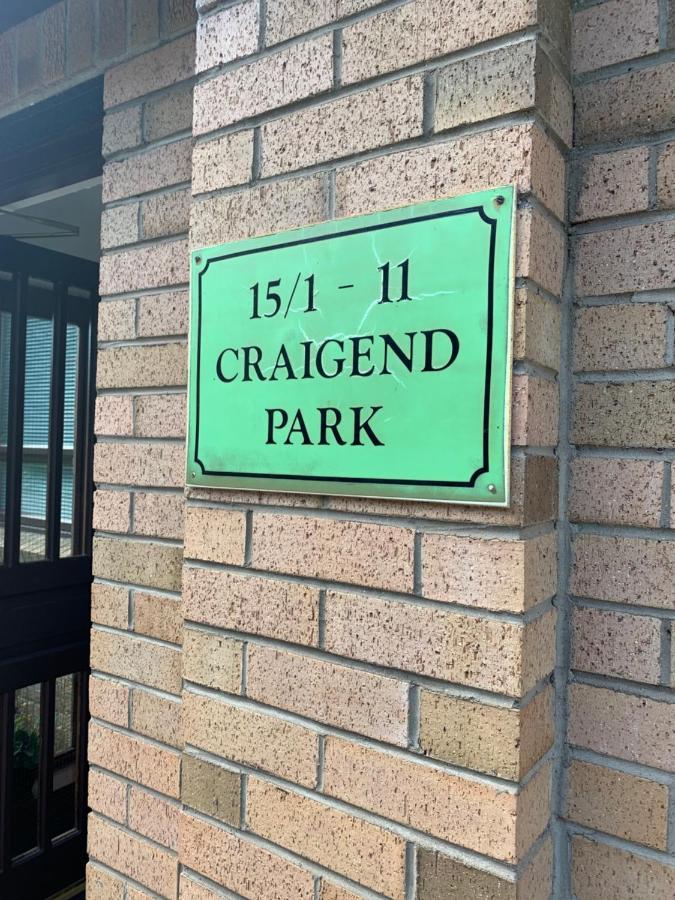 15/1 - 11
CRAIGEND
PARK